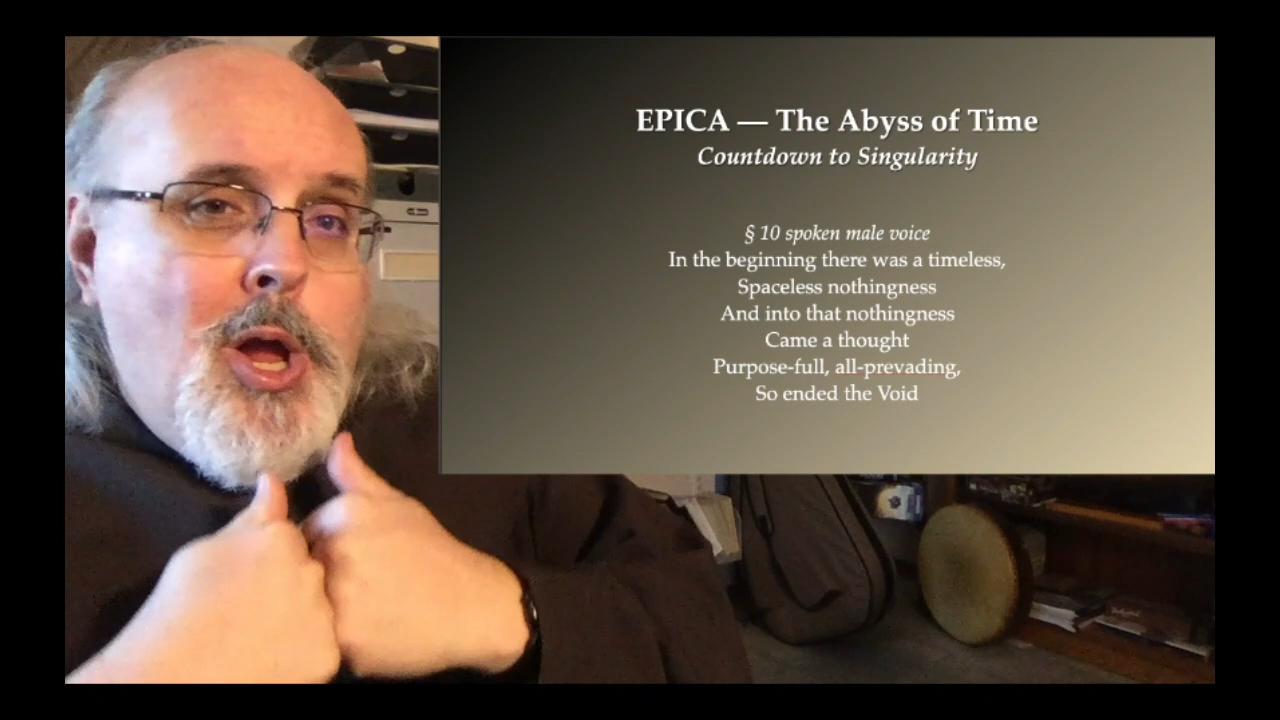 EPICA — The Abyss of Time
Countdown to Singularity
§ 10 spoken male voice
In the beginning there was a timeless,
Spaceless nothingness
And into that nothingness
Came a thought
Purpose-full, all-prevading,
So ended the Void